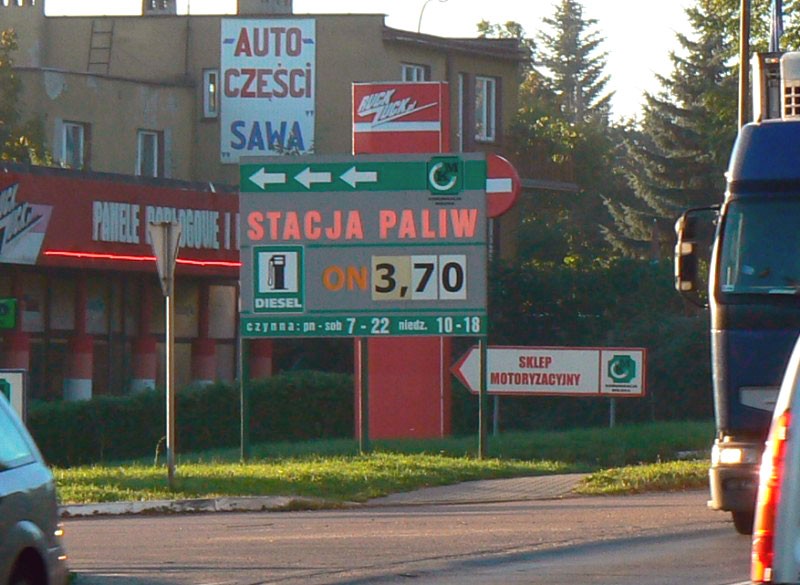 AUTO-
CZĘŚCI
SAWA
PANELE PODŁOGOWE I
STACJA PALIW
DIESEL
ON 3,70
czynna: pn - sob 7 - 22 niedz. 10 - 18
SKLEP
MOTORYZACYJNY